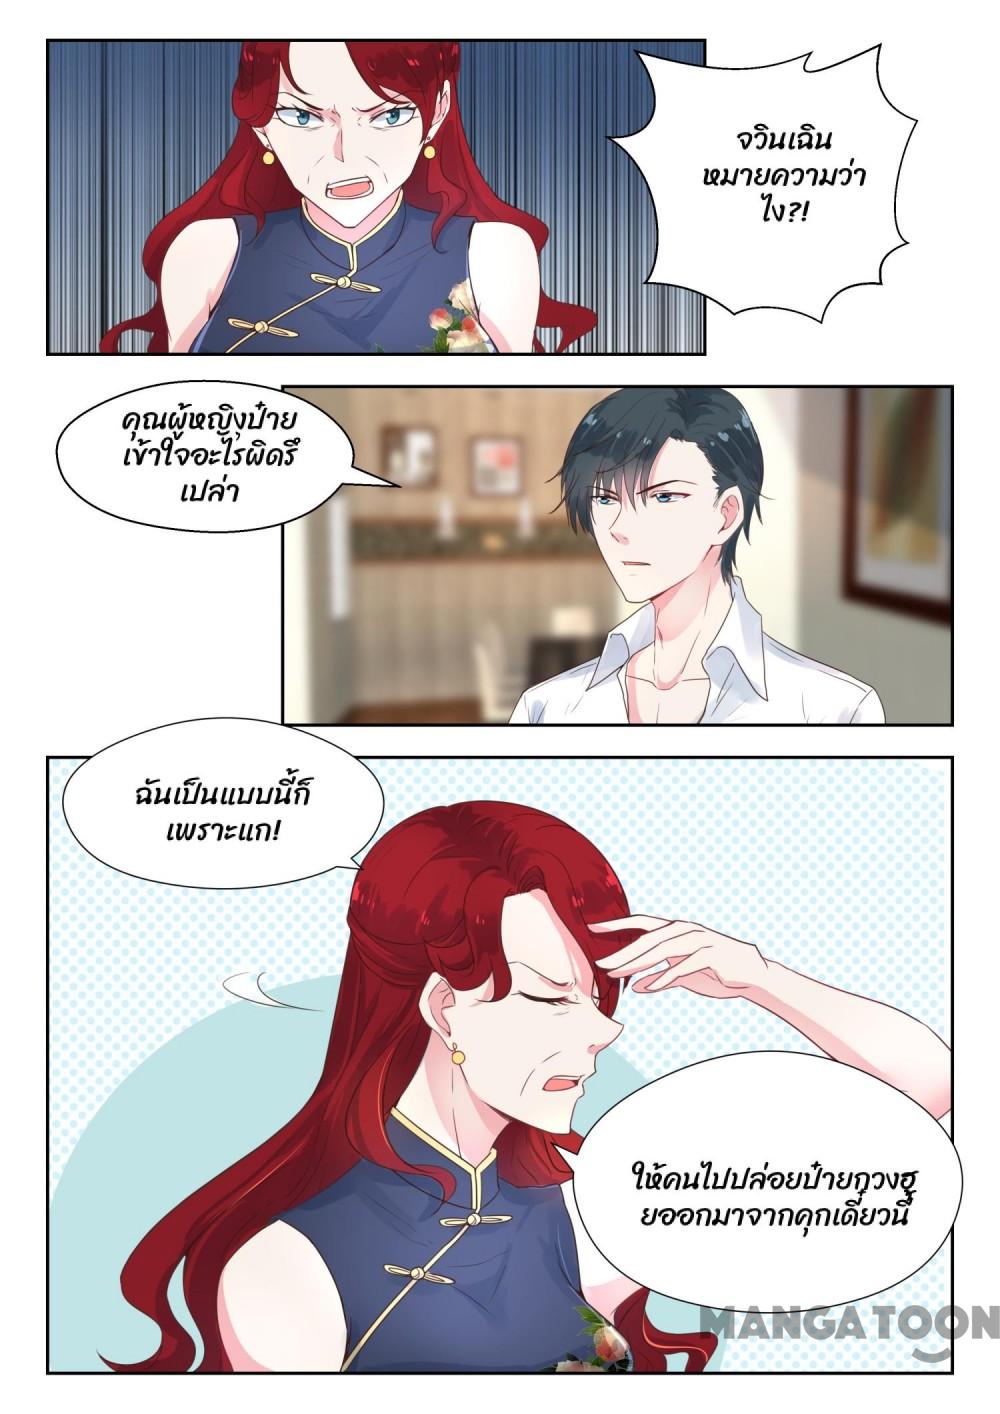 จวินเฉิน
หมายความว่า
ไง?!
คุณผู้หญิงป๋าย
เข้าใจอะไรผิดรึ
เปล่า
ฉันเป็นแบบนี้ก็
เพราะแก!
ให้คนไปปล่อยป๋ายกวงฮุ
ยออกมาจากคุกเดี๋ยวนี้
MANGATOON